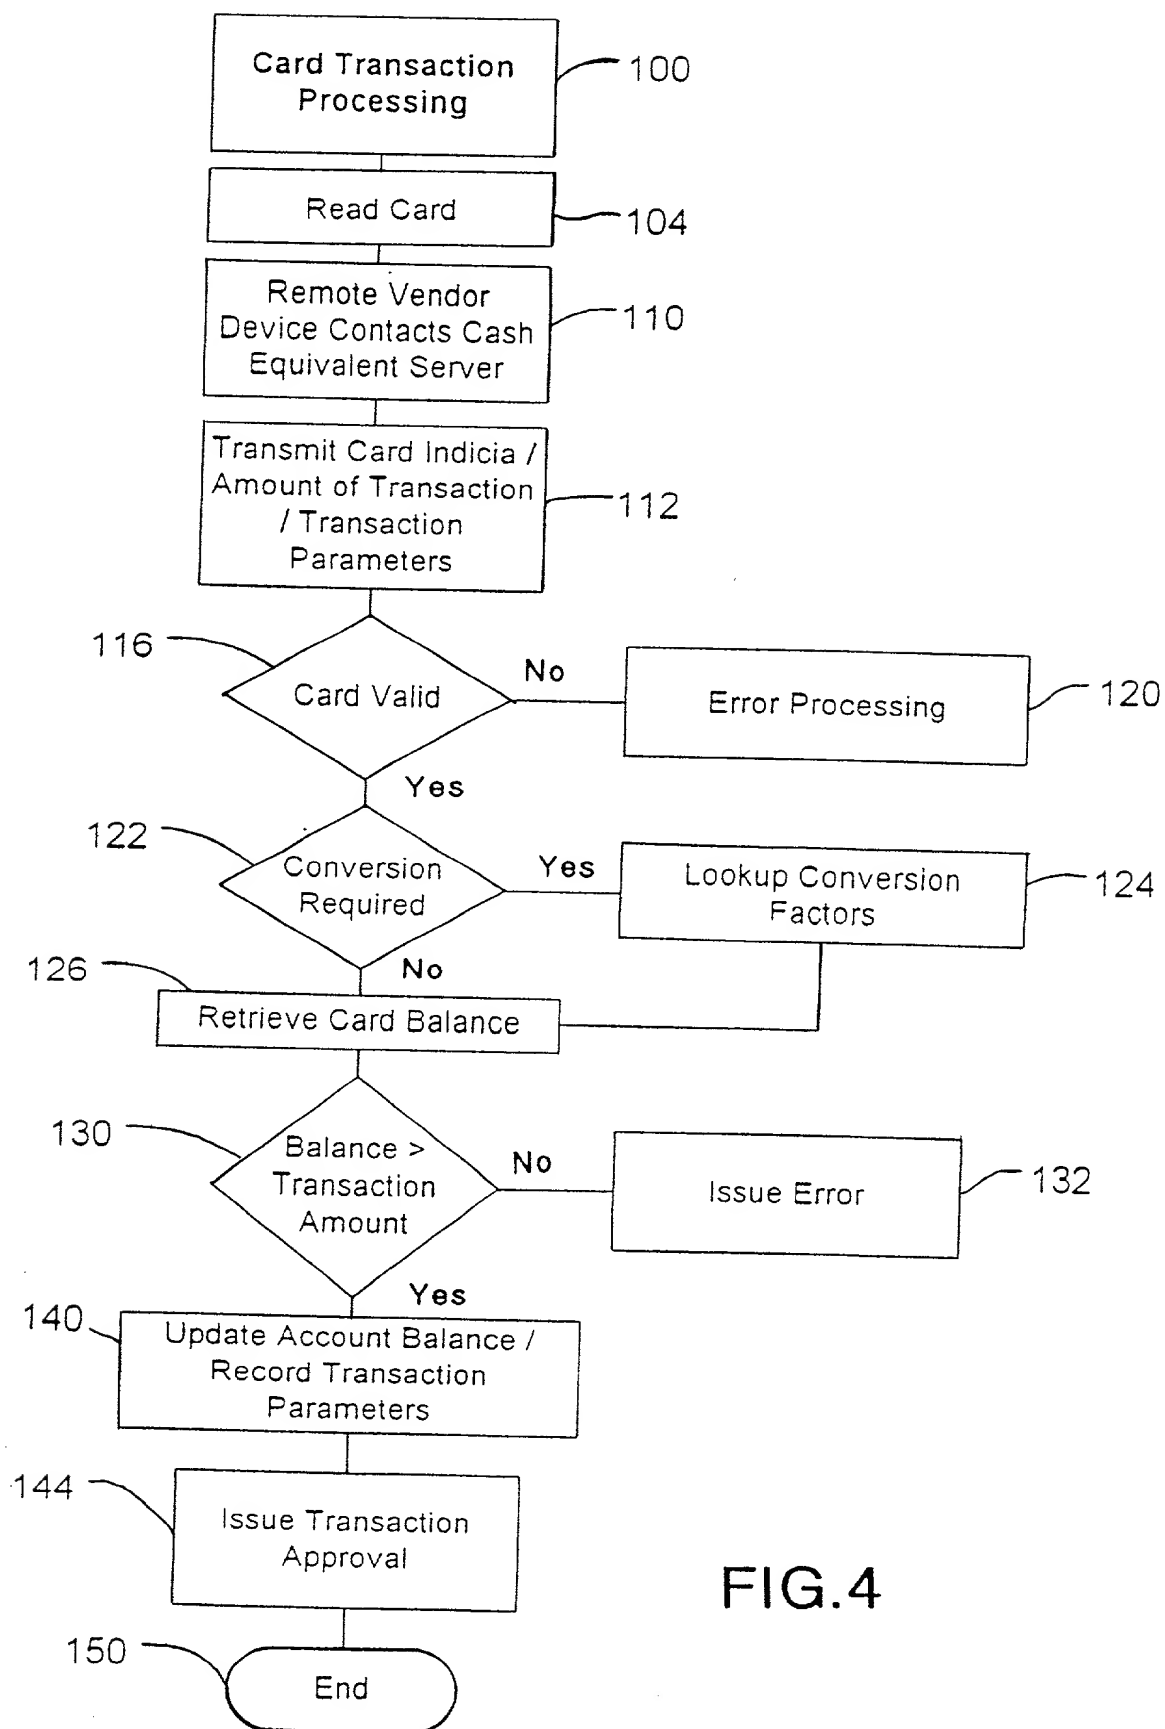 Card Transaction
Processing
100
Read Card
104
Remote Vendor
Device Contacts Cash
Equivalent Server
110
Transmit Card Indicia /
Amount of Transaction
/ Transaction
Parameters
112
116
Card Valid
No
Error Processing
120
Yes
122
Conversion
Required
Yes
Lookup Conversion
Factors
124
No
126
Retrieve Card Balance
130
Balance >
Transaction
Amount
No
Issue Error
132
Yes
140
Update Account Balance /
Record Transaction
Parameters
144
Issue Transaction
Approval
FIG.4
150
End